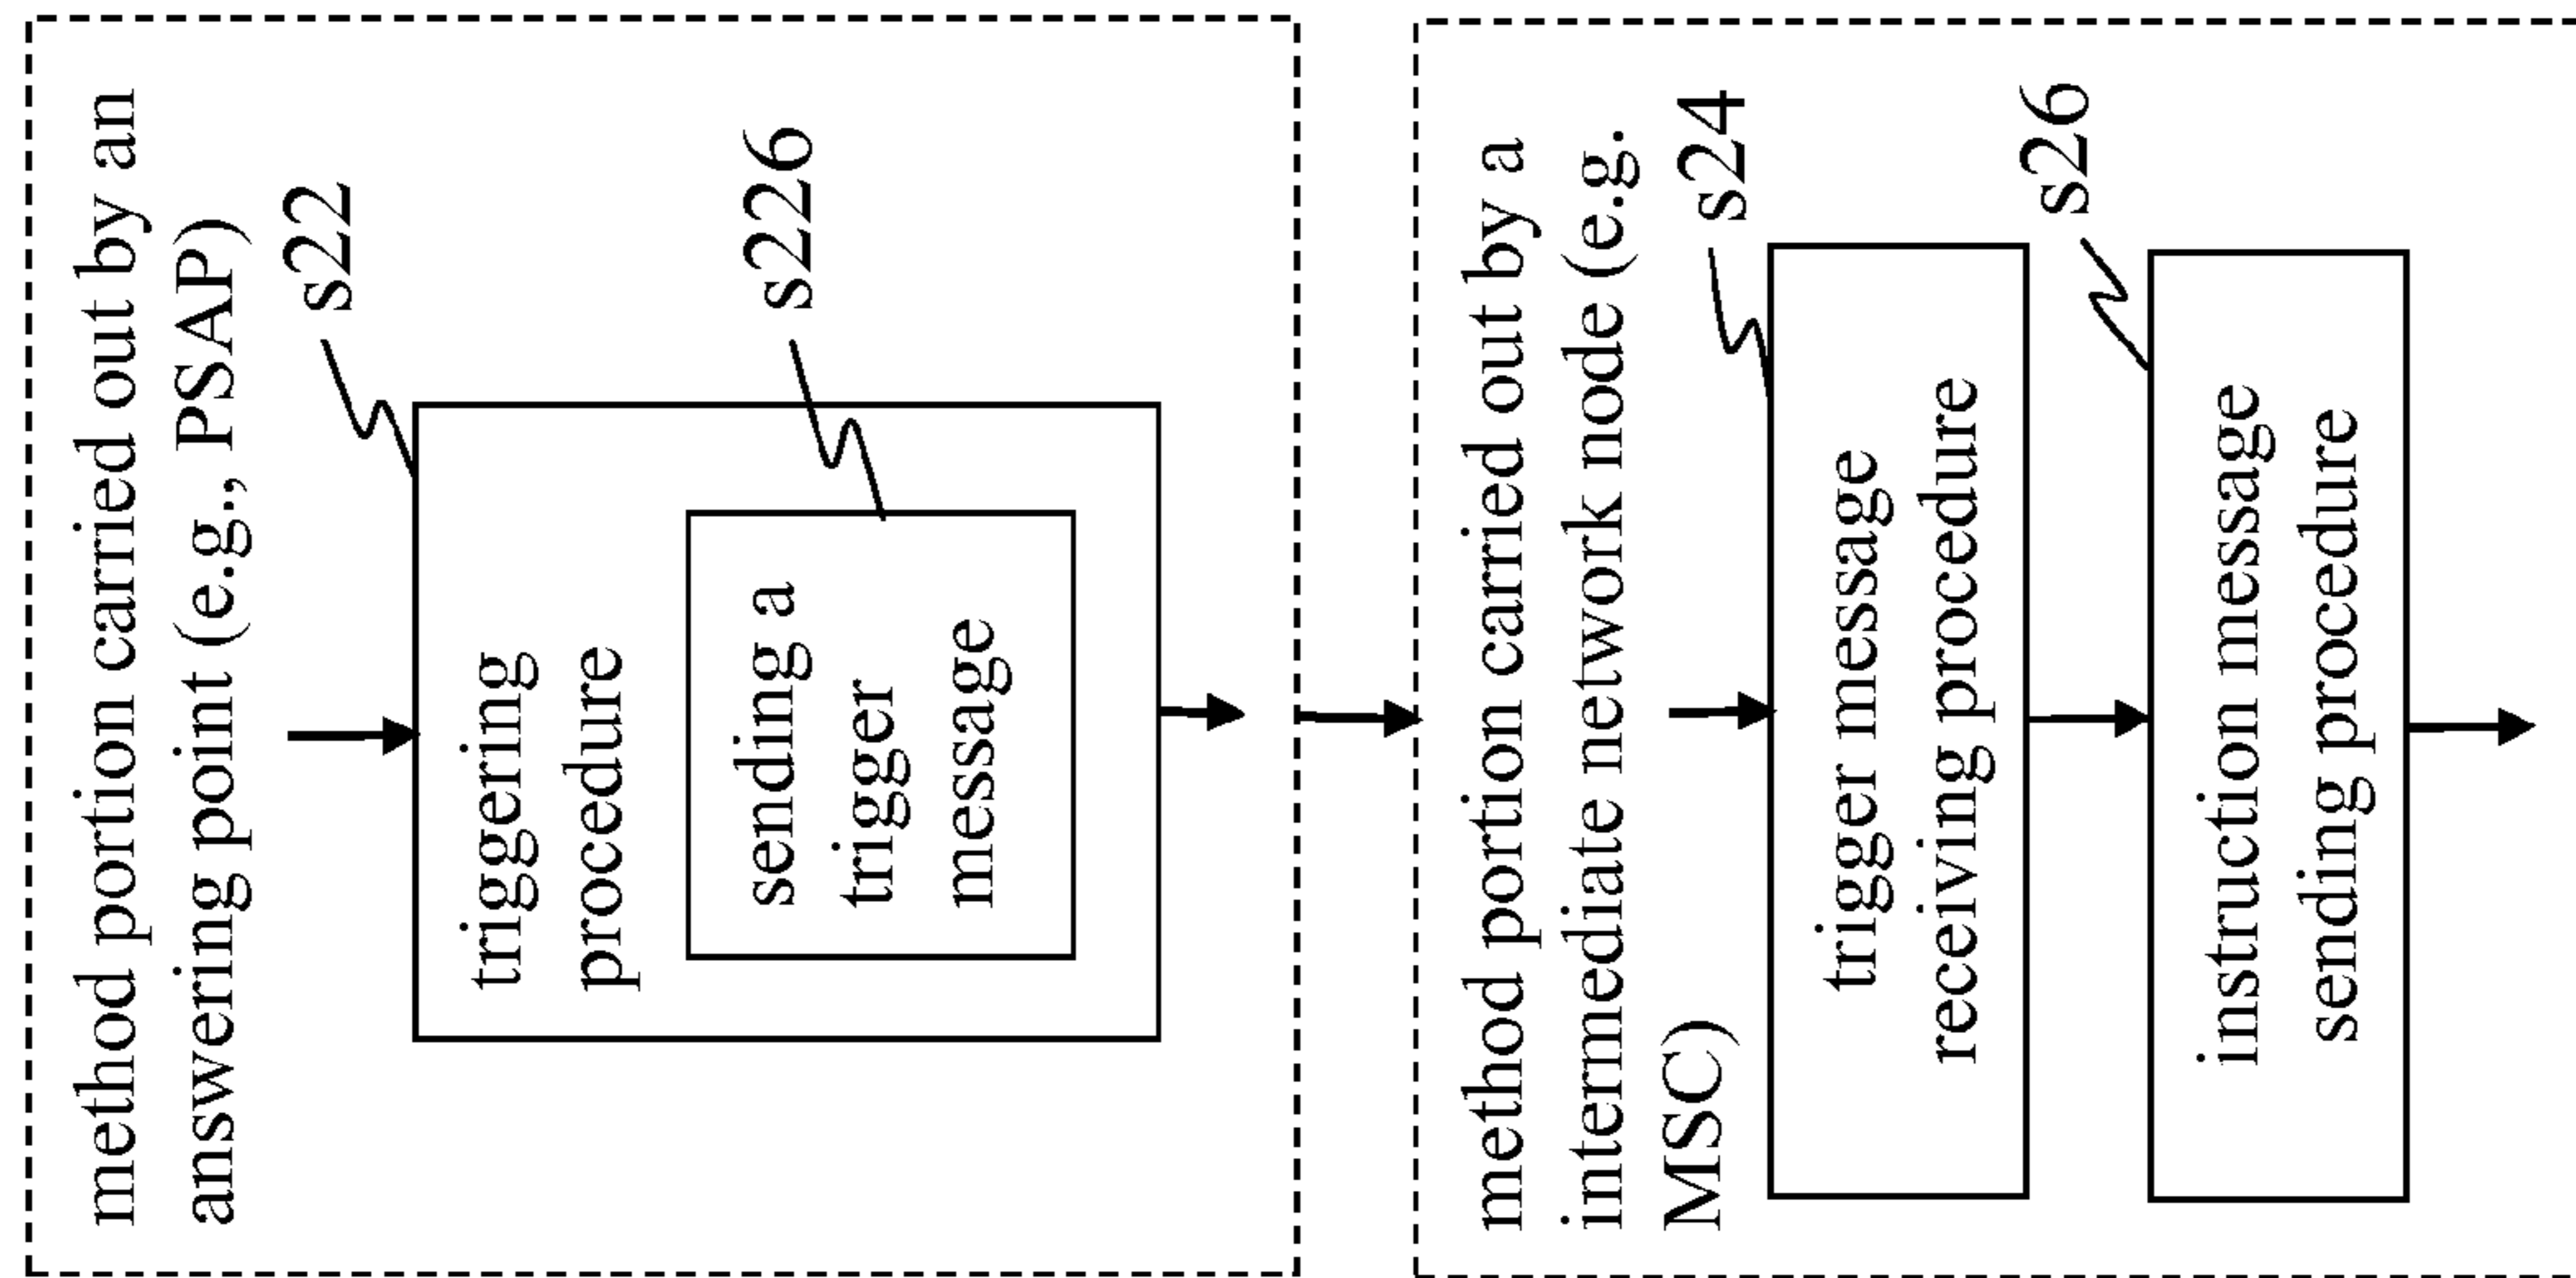 method portion carried out by an
answering point (e.g., PSAP)
s22
triggering
procedure
s226
sending a
trigger
message
method portion carried out by a
intermediate network node (e.g.
MSC)
s24
trigger message
receiving procedure
s26
instruction message
sending procedure